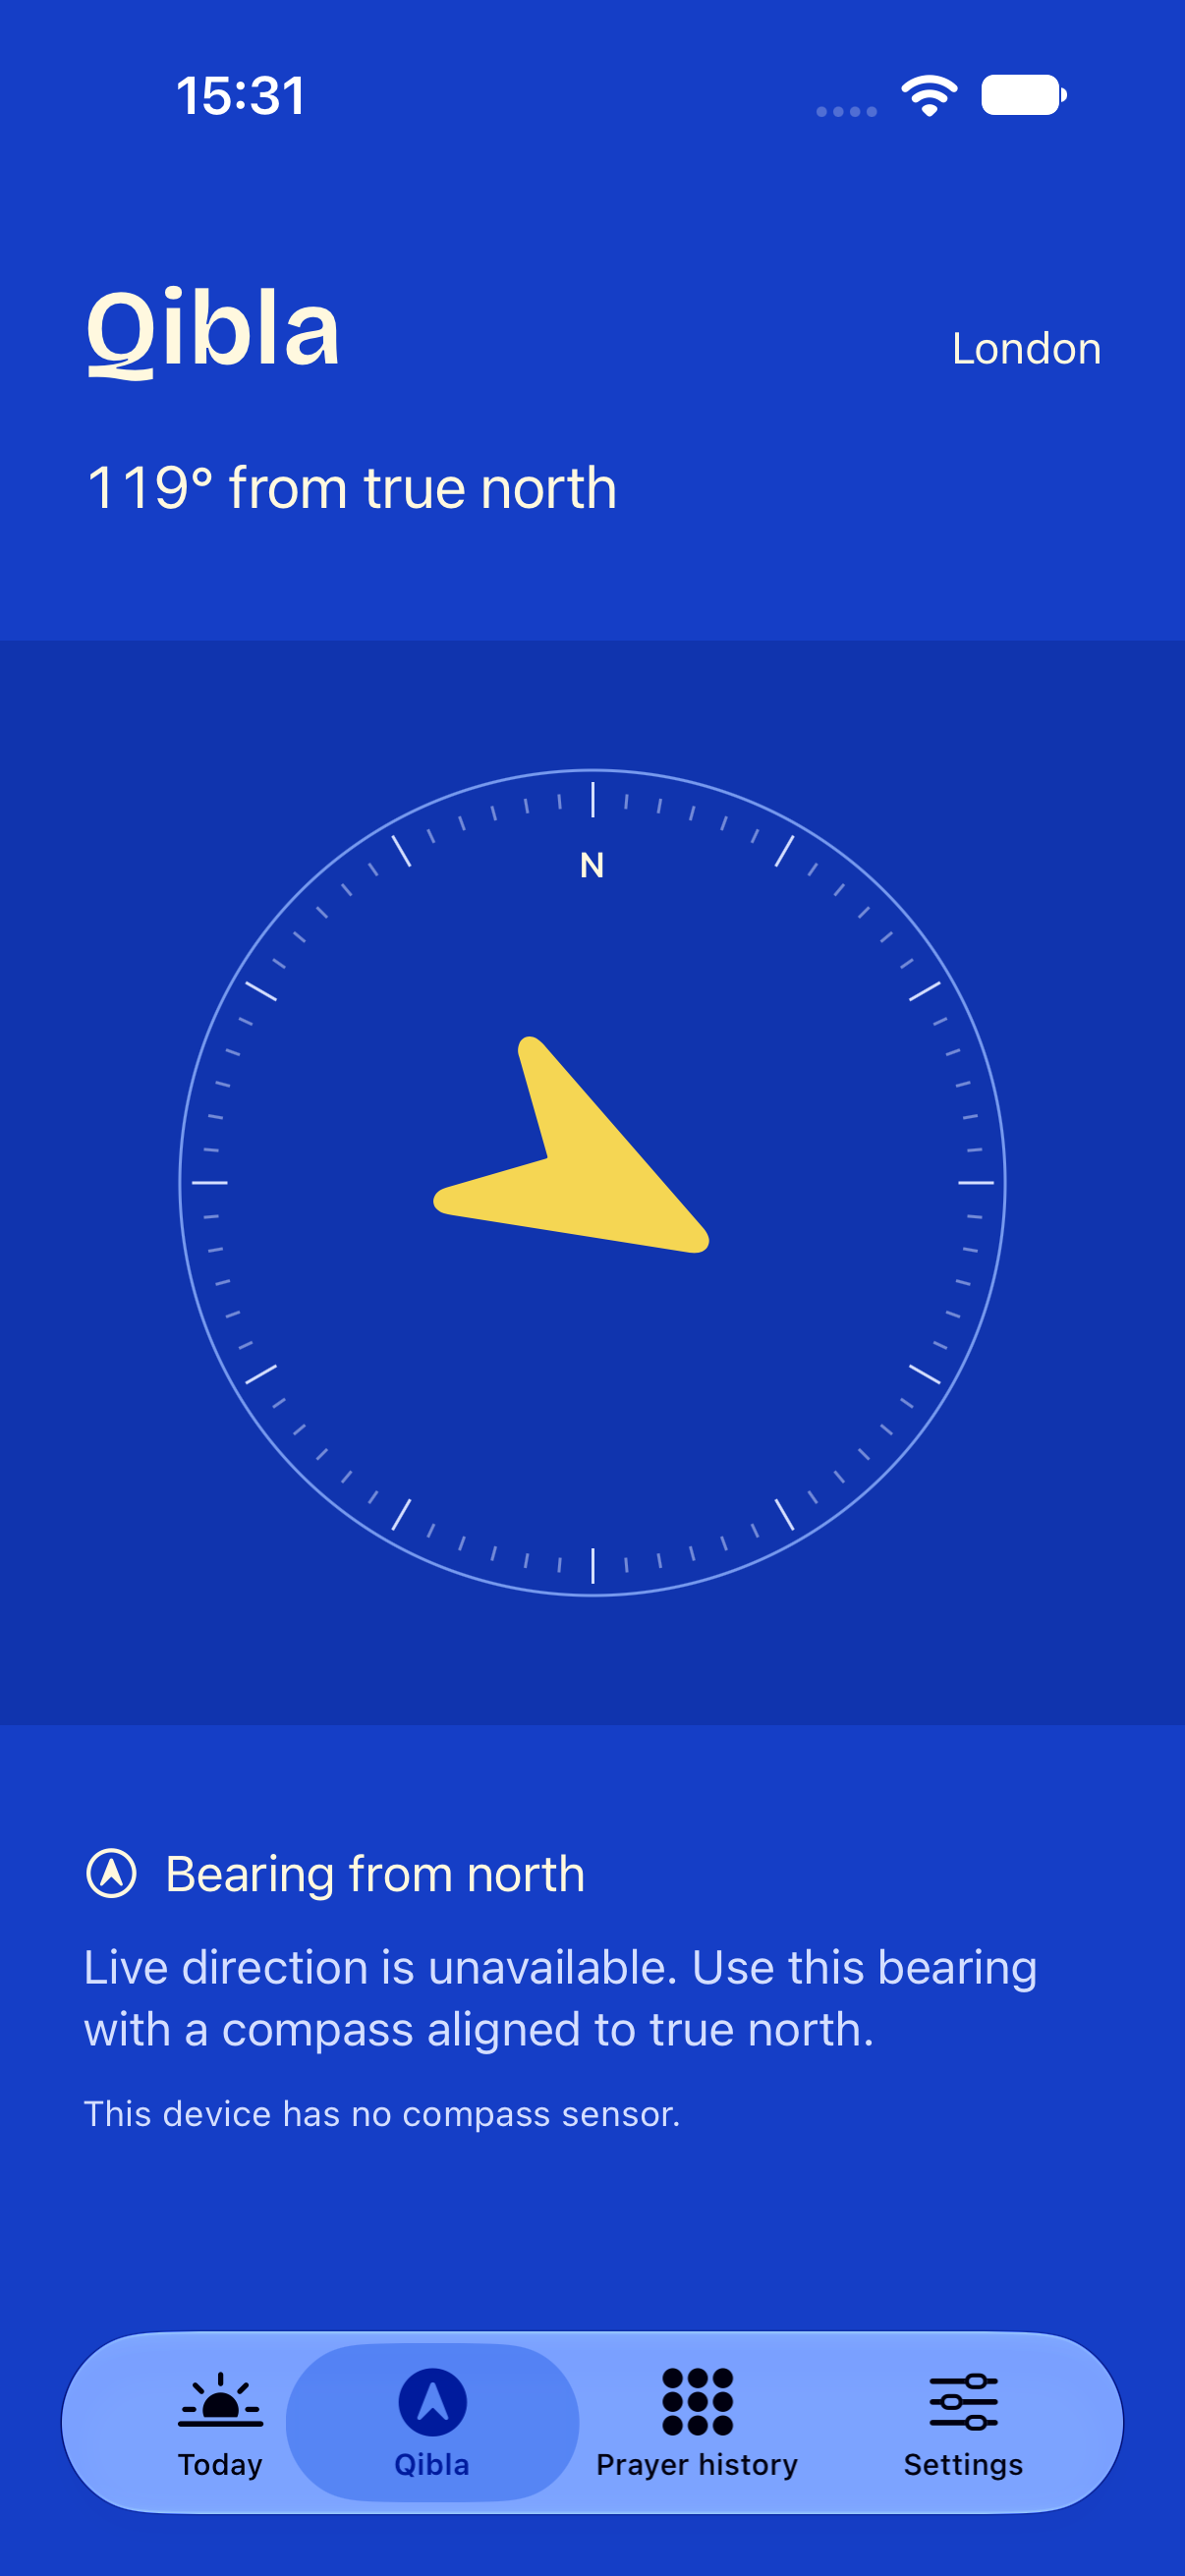 15:31
Qibla
London
119° from true north
N
Bearing from north
Live direction is unavailable. Use this bearing
with a compass aligned to true north.
This device has no compass sensor.
Today
Qibla
Prayer history
Settings